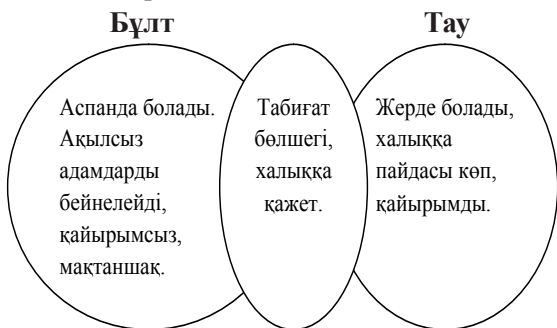 Бұлт
Тау
Аспанда болады.
Ақылсыз
адамдарды
бейнелейді,
қайырымсыз,
мақтаншақ.
Табиғат
бөлшегі,
халыққа
қажет.
Жерде болады,
халыққа
пайдасы көп,
қайырымды.